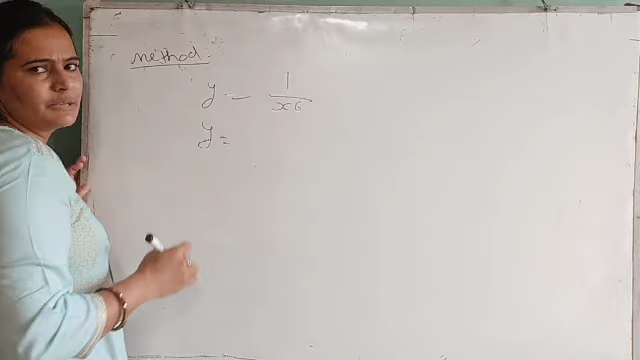 method:
y = 1/x6
y =